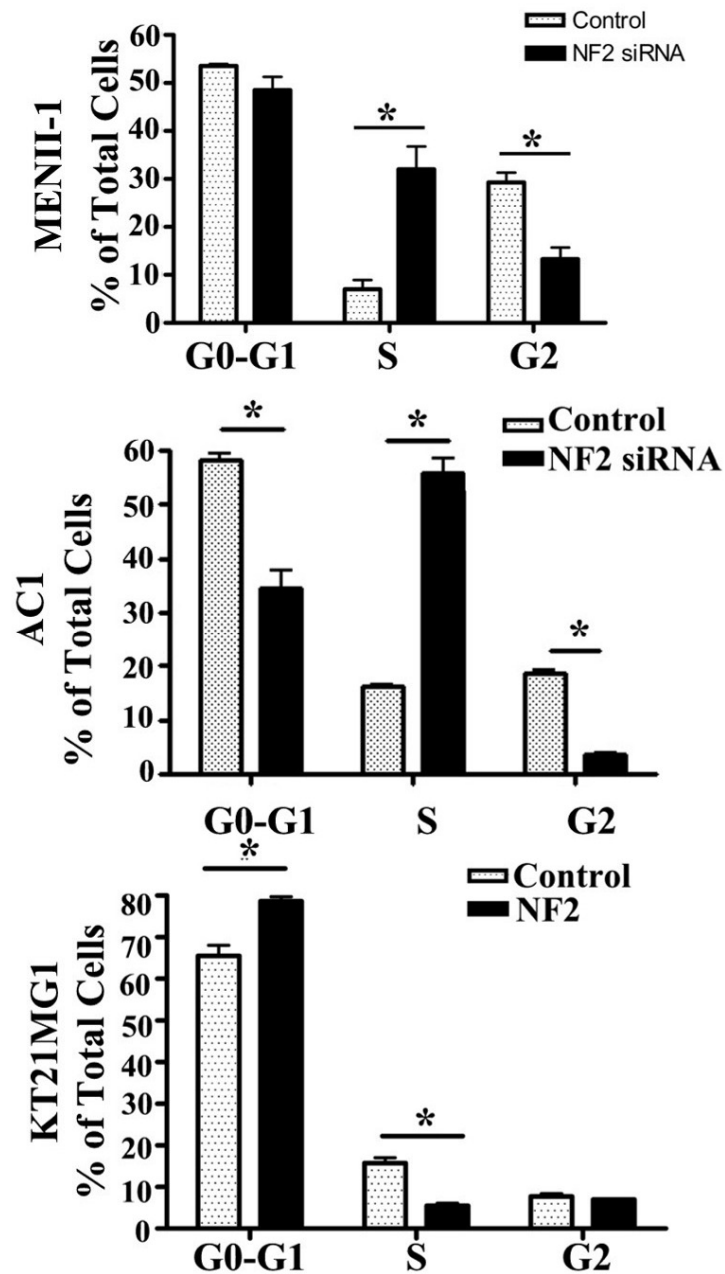 Control
NF2 siRNA
MENII-1
% of Total Cells
60
50
40
30
20
10
0
*
*
G0-G1 S G2
Control
NF2 siRNA
AC1
% of Total Cells
60
50
40
30
20
10
0
*
*
*
G0-G1 S G2
Control
NF2
KT21MG1
% of Total Cells
80
70
60
50
40
30
20
10
0
*
*
G0-G1 S G2